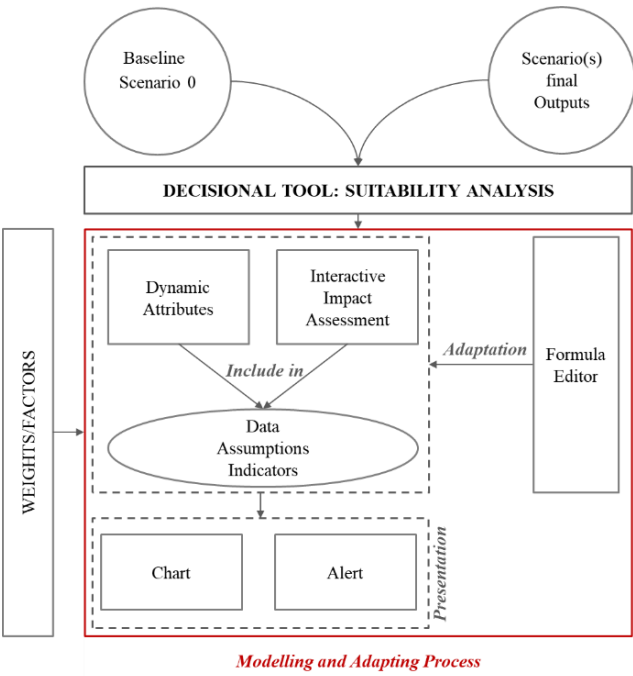 Baseline
Scenario 0
Scenario(s)
final
Outputs
DECISIONAL TOOL: SUITABILITY ANALYSIS
WEIGHTS/FACTORS
Dynamic
Attributes
Interactive
Impact
Assessment
Include in
Adaptation
Formula
Editor
Data
Assumptions
Indicators
Chart
Alert
Presentation
Modelling and Adapting Process